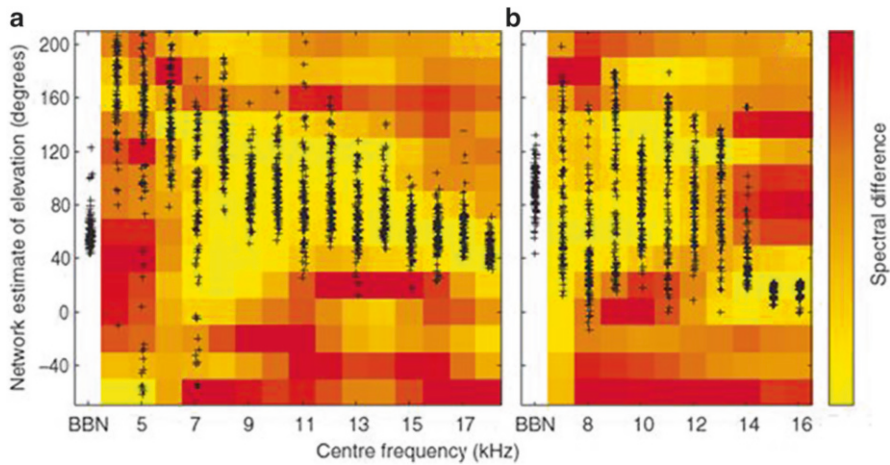 a
b
Network estimate of elevation (degrees)
200
160
120
80
40
0
−40
BBN 5 7 9 11 13 15 17
BBN 8 10 12 14 16
Centre frequency (kHz)
Spectral difference